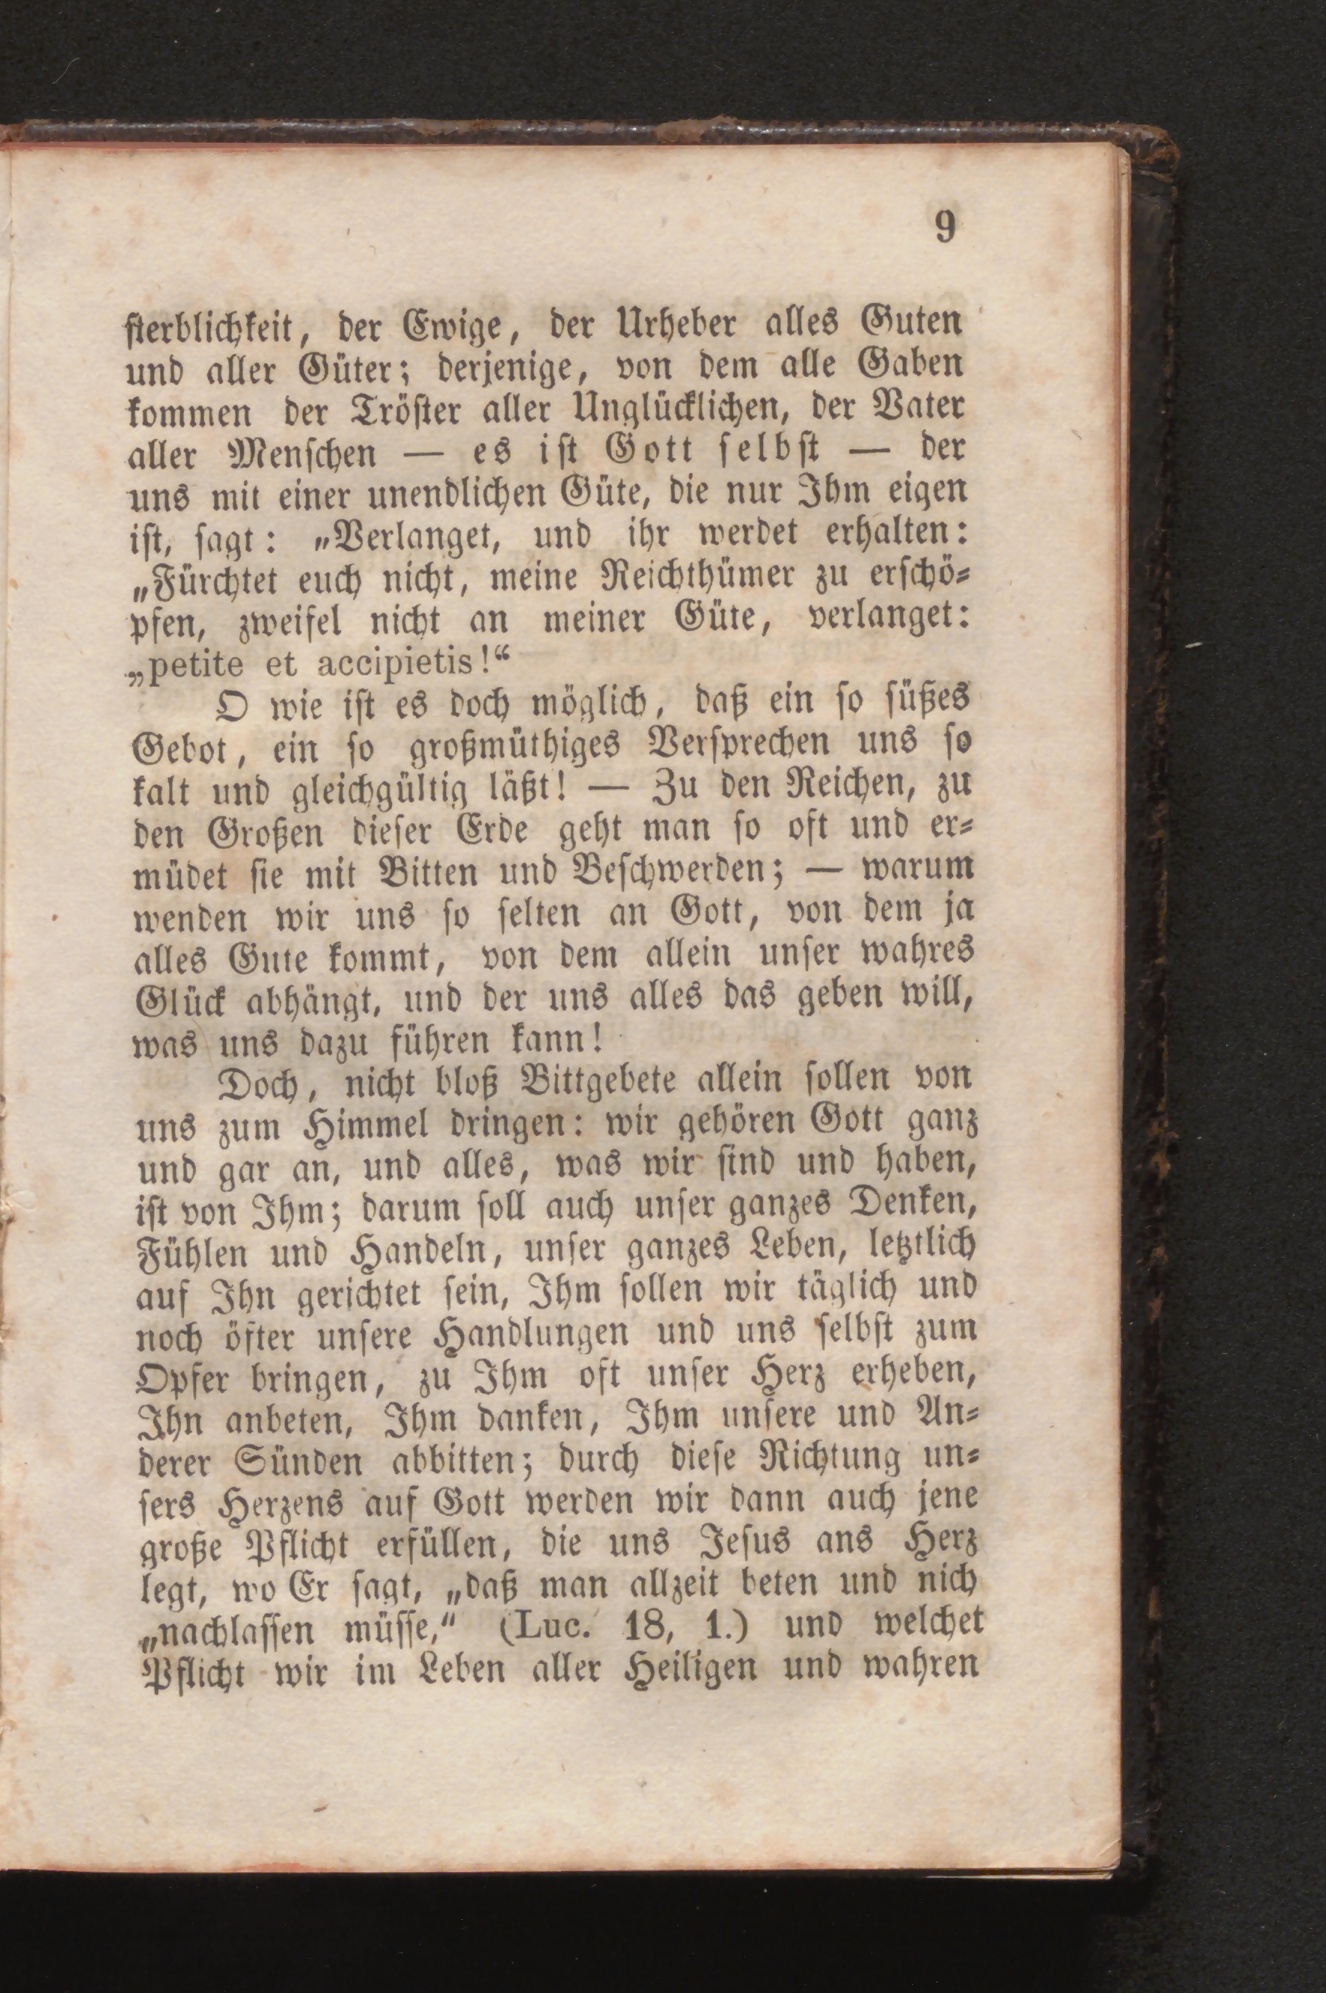 9
sterblichkeit, der Ewige, der Urheber alles Guten
und aller Güter; derjenige, von dem alle Gaben
kommen der Tröster aller Unglücklichen, der Vater
aller Menschen — es ist Gott selbst — der
uns mit einer unendlichen Güte, die nur Ihm eigen
ist, sagt: „Verlanget, und ihr werdet erhalten:
„Fürchtet euch nicht, meine Reichthümer zu erschö-
pfen, zweifel nicht an meiner Güte, verlanget:
„petite et accipietis!“
O wie ist es doch möglich, daß ein so süßes
Gebot, ein so großmüthiges Versprechen uns so
kalt und gleichgültig läßt! — Zu den Reichen, zu
den Großen dieser Erde geht man so oft und er-
müdet sie mit Bitten und Beschwerden; — warum
wenden wir uns so selten an Gott, von dem ja
alles Gute kommt, von dem allein unser wahres
Glück abhängt, und der uns alles das geben will,
was uns dazu führen kann!
Doch, nicht bloß Bittgebete allein sollen von
uns zum Himmel dringen: wir gehören Gott ganz
und gar an, und alles, was wir sind und haben,
ist von Ihm; darum soll auch unser ganzes Denken,
Fühlen und Handeln, unser ganzes Leben, letztlich
auf Ihn gerichtet sein, Ihm sollen wir täglich und
noch öfter unsere Handlungen und uns selbst zum
Opfer bringen, zu Ihm oft unser Herz erheben,
Ihn anbeten, Ihm danken, Ihm unsere und An-
derer Sünden abbitten; durch diese Richtung un-
sers Herzens auf Gott werden wir dann auch jene
große Pflicht erfüllen, die uns Jesus ans Herz
legt, wo Er sagt, „daß man allzeit beten und nich
„nachlassen müsse,“ (Luc. 18, 1.) und welchet
Pflicht wir im Leben aller Heiligen und wahren